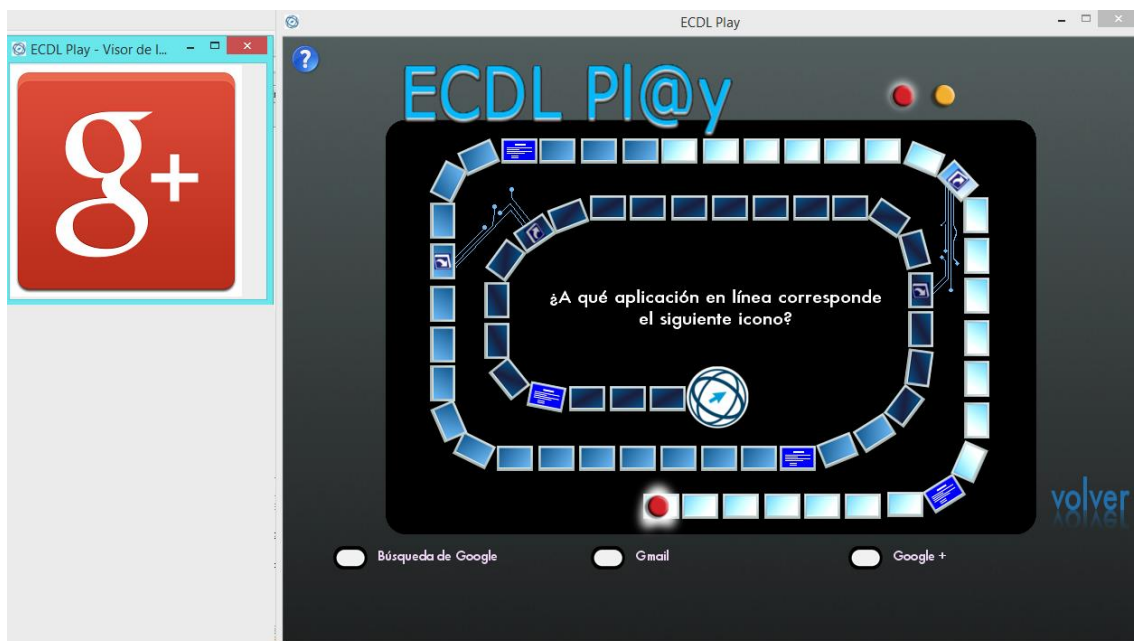 ECDL Play - Visor de I...
g+
ECDL Play
?
ECDL Pl@y
¿A qué aplicación en línea corresponde
el siguiente icono?
volver
Búsqueda de Google
Gmail
Google +